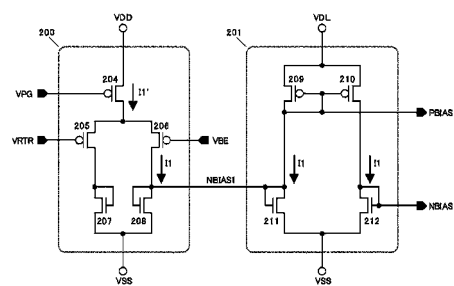 VDD
VDL
200
201
204
I1'
VPG
209
210
PBIAS
VRTR
205
206
VBE
I1
NBIAS1
I1
I1
207
208
211
212
NBIAS
VSS
VSS